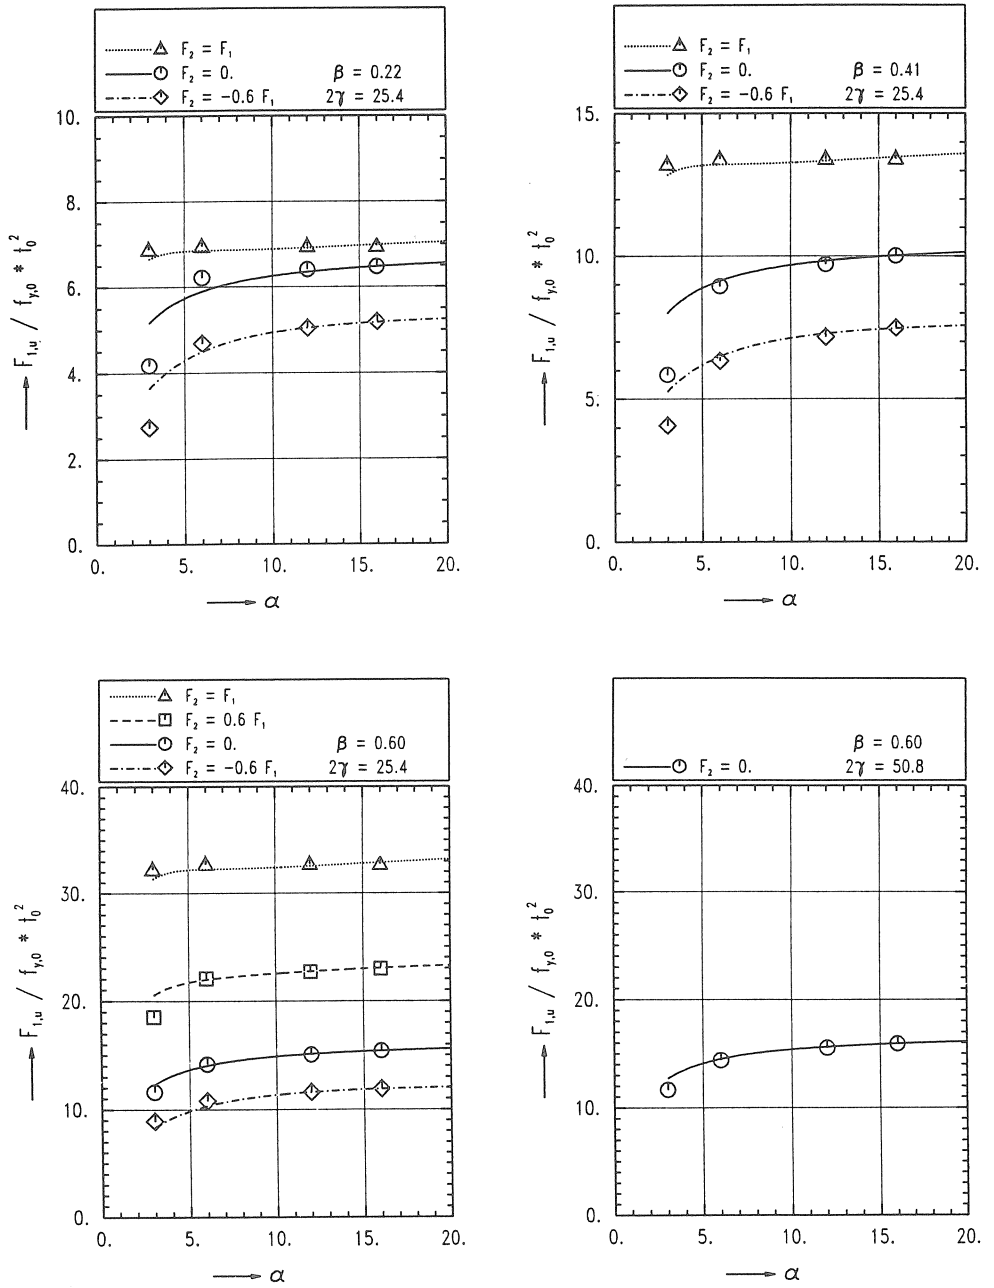 F₂ = F₁
F₂ = 0. β = 0.22
F₂ = −0.6 F₁ 2γ = 25.4
10.
8.
6.
4.
2.
0.
0. 5. 10. 15. 20.
F₁,ᵤ / f_y,0 * t₀²
α
F₂ = F₁
F₂ = 0. β = 0.41
F₂ = −0.6 F₁ 2γ = 25.4
15.
10.
5.
0.
0. 5. 10. 15. 20.
F₁,ᵤ / f_y,0 * t₀²
α
F₂ = F₁
F₂ = 0.6 F₁
F₂ = 0. β = 0.60
F₂ = −0.6 F₁ 2γ = 25.4
40.
30.
20.
10.
0.
0. 5. 10. 15. 20.
F₁,ᵤ / f_y,0 * t₀²
α
β = 0.60
F₂ = 0. 2γ = 50.8
40.
30.
20.
10.
0.
0. 5. 10. 15. 20.
F₁,ᵤ / f_y,0 * t₀²
α